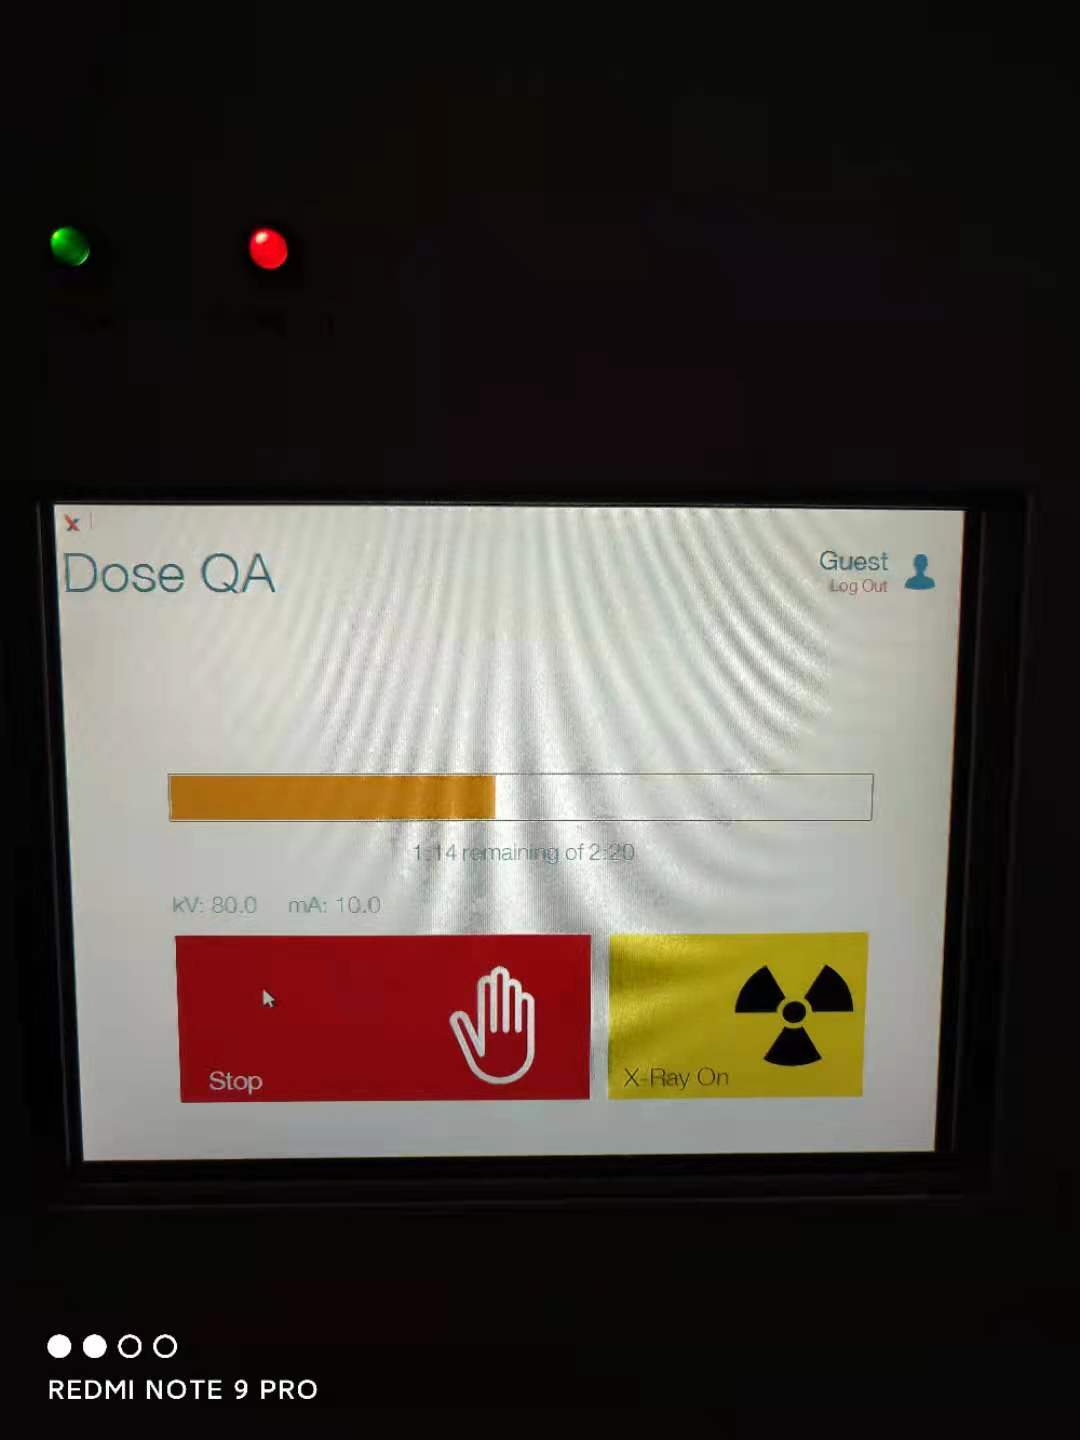 Dose QA
Guest
Log Out
1:14 remaining of 2:20
kV: 80.0 mA: 10.0
Stop
X-Ray On
REDMI NOTE 9 PRO